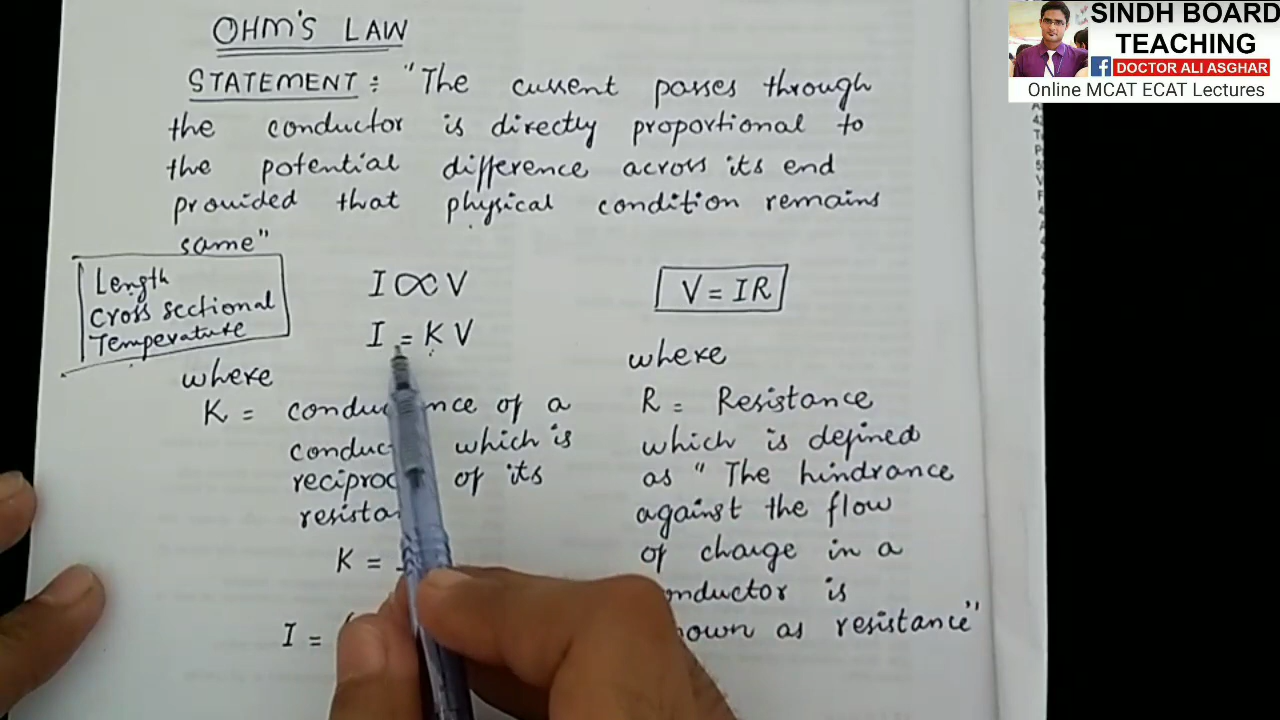 OHM'S LAW
STATEMENT : "The current passes through
the conductor is directly proportional to
the potential difference across its end
provided that physical condition remains
same"
Length
Cross sectional
Temperature
I ∝ V
I = K V
where
K = of a
which is
of its
K =
I =
V = IR
where
R = Resistance
which is defined
as "The hindrance
against the flow
of charge in a
is
as resistance"
SINDH BOARD
TEACHING
DOCTOR ALI ASGHAR
Online MCAT ECAT Lectures